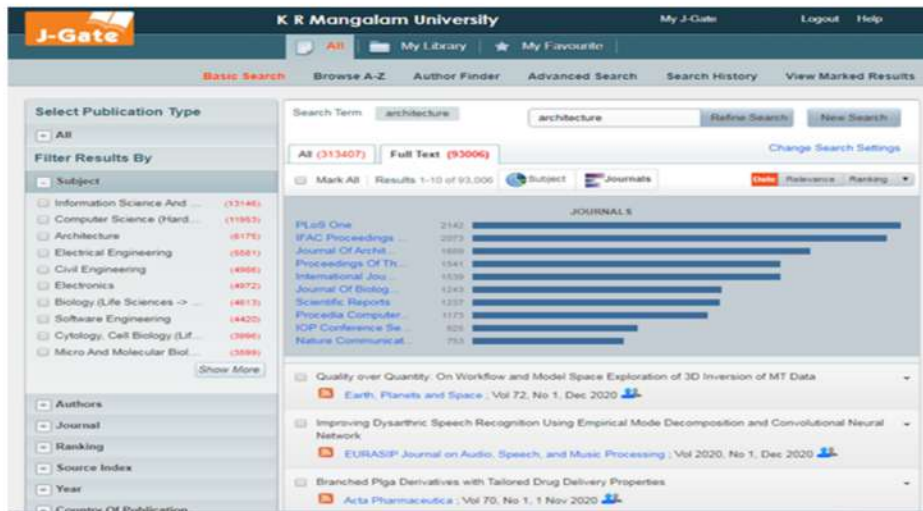 J-Gate
K R Mangalam University
My J-Gate
Logout
Help
All
My Library
My Favourite
Basic Search
Browse A-Z
Author Finder
Advanced Search
Search History
View Marked Results
Select Publication Type
All
Filter Results By
Subject
Information Science And ... (13146)
Computer Science (Hard...
Architecture (6175)
Electrical Engineering (5581)
Civil Engineering
Electronics (4972)
Biology (Life Sciences -> ... (4613)
Software Engineering (4420)
Cytology, Cell Biology (Lif... (3996)
Micro And Molecular Biol...
Show More
Authors
Journal
Ranking
Source Index
Year
Country Of Publication
Search Term architecture
architecture
Refine Search
New Search
All (313407)
Full Text (93006)
Change Search Settings
Mark All
Results 1-10 of 93,006
Subject
Journals
Date
Relevance
Ranking
JOURNALS
PLoS One 2142
IFAC Proceedings ... 2073
Journal Of Archit...
Proceedings Of Th... 1541
International Jou... 1539
Journal Of Biolog... 1243
Scientific Reports 1237
Procedia Computer... 1173
IOP Conference Se...
Nature Communicat...
Quality over Quantity: On Workflow and Model Space Exploration of 3D Inversion of MT Data
Earth, Planets and Space ; Vol 72, No 1, Dec 2020
Improving Dysarthric Speech Recognition Using Empirical Mode Decomposition and Convolutional Neural
Network
EURASIP Journal on Audio, Speech, and Music Processing ; Vol 2020, No 1, Dec 2020
Branched Plga Derivatives with Tailored Drug Delivery Properties
Acta Pharmaceutica ; Vol 70, No 1, 1 Nov 2020